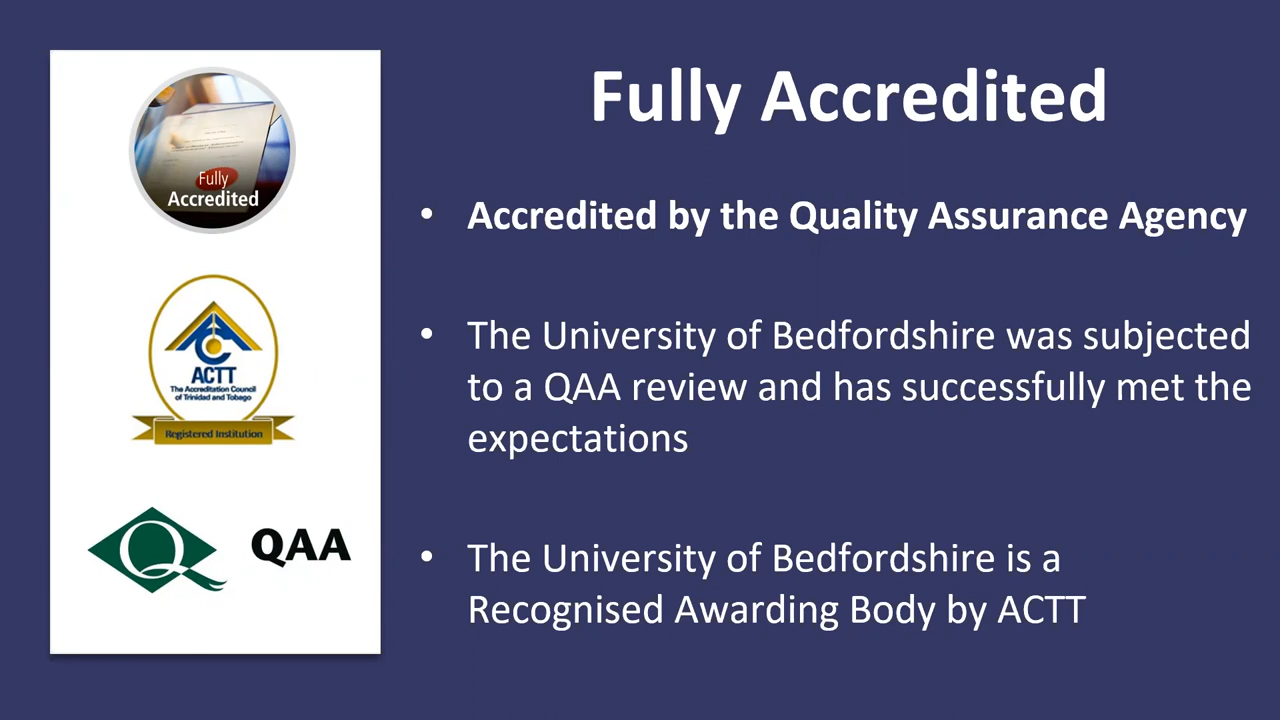 Fully Accredited
Fully
Accredited
ACTT
The Accreditation Council
of Trinidad and Tobago
Registered Institution
Q QAA
• Accredited by the Quality Assurance Agency
• The University of Bedfordshire was subjected
to a QAA review and has successfully met the
expectations
• The University of Bedfordshire is a
Recognised Awarding Body by ACTT